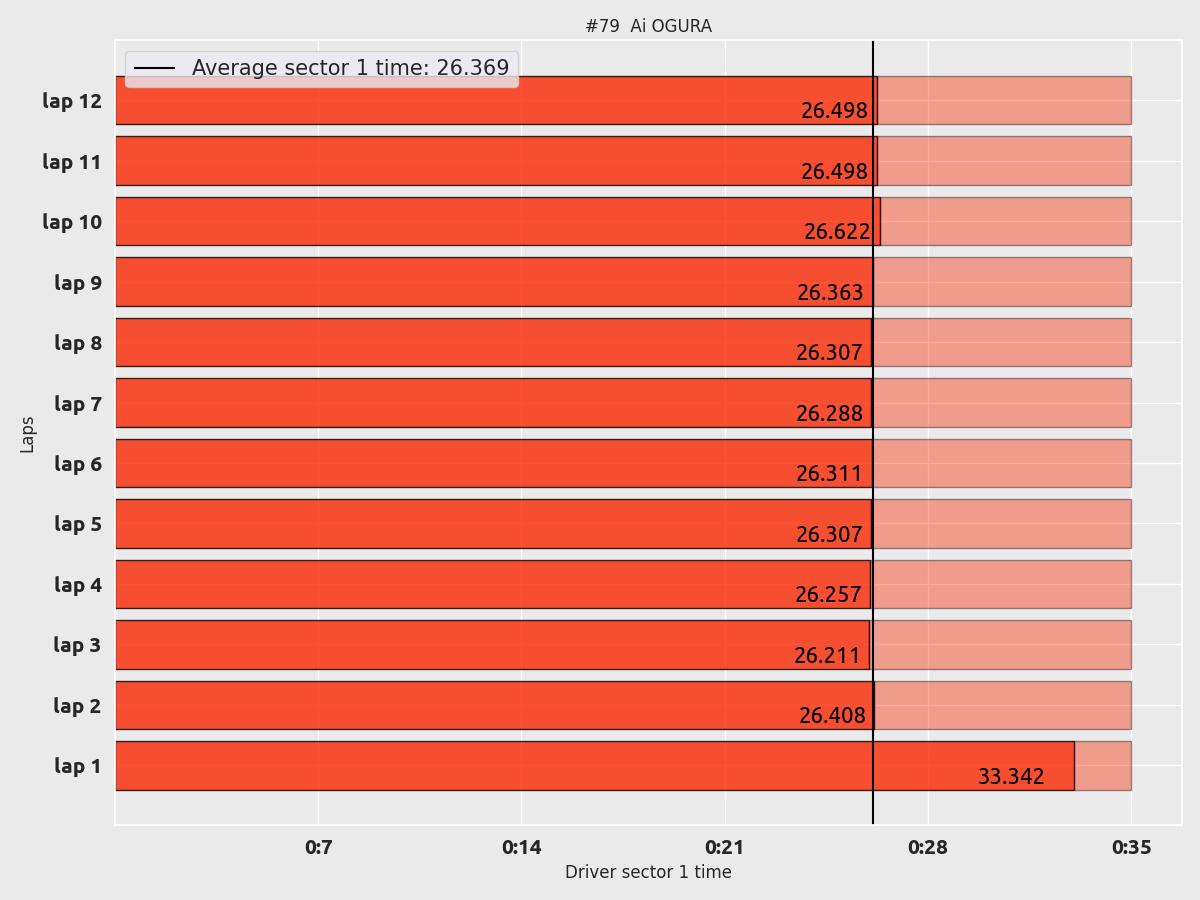 #79 Ai OGURA
Average sector 1 time: 26.369
lap 12
26.498
lap 11
26.498
lap 10
26.622
lap 9
26.363
lap 8
26.307
lap 7
26.288
lap 6
26.311
lap 5
26.307
lap 4
26.257
lap 3
26.211
lap 2
26.408
lap 1
33.342
Laps
0:7 0:14 0:21 0:28 0:35
Driver sector 1 time